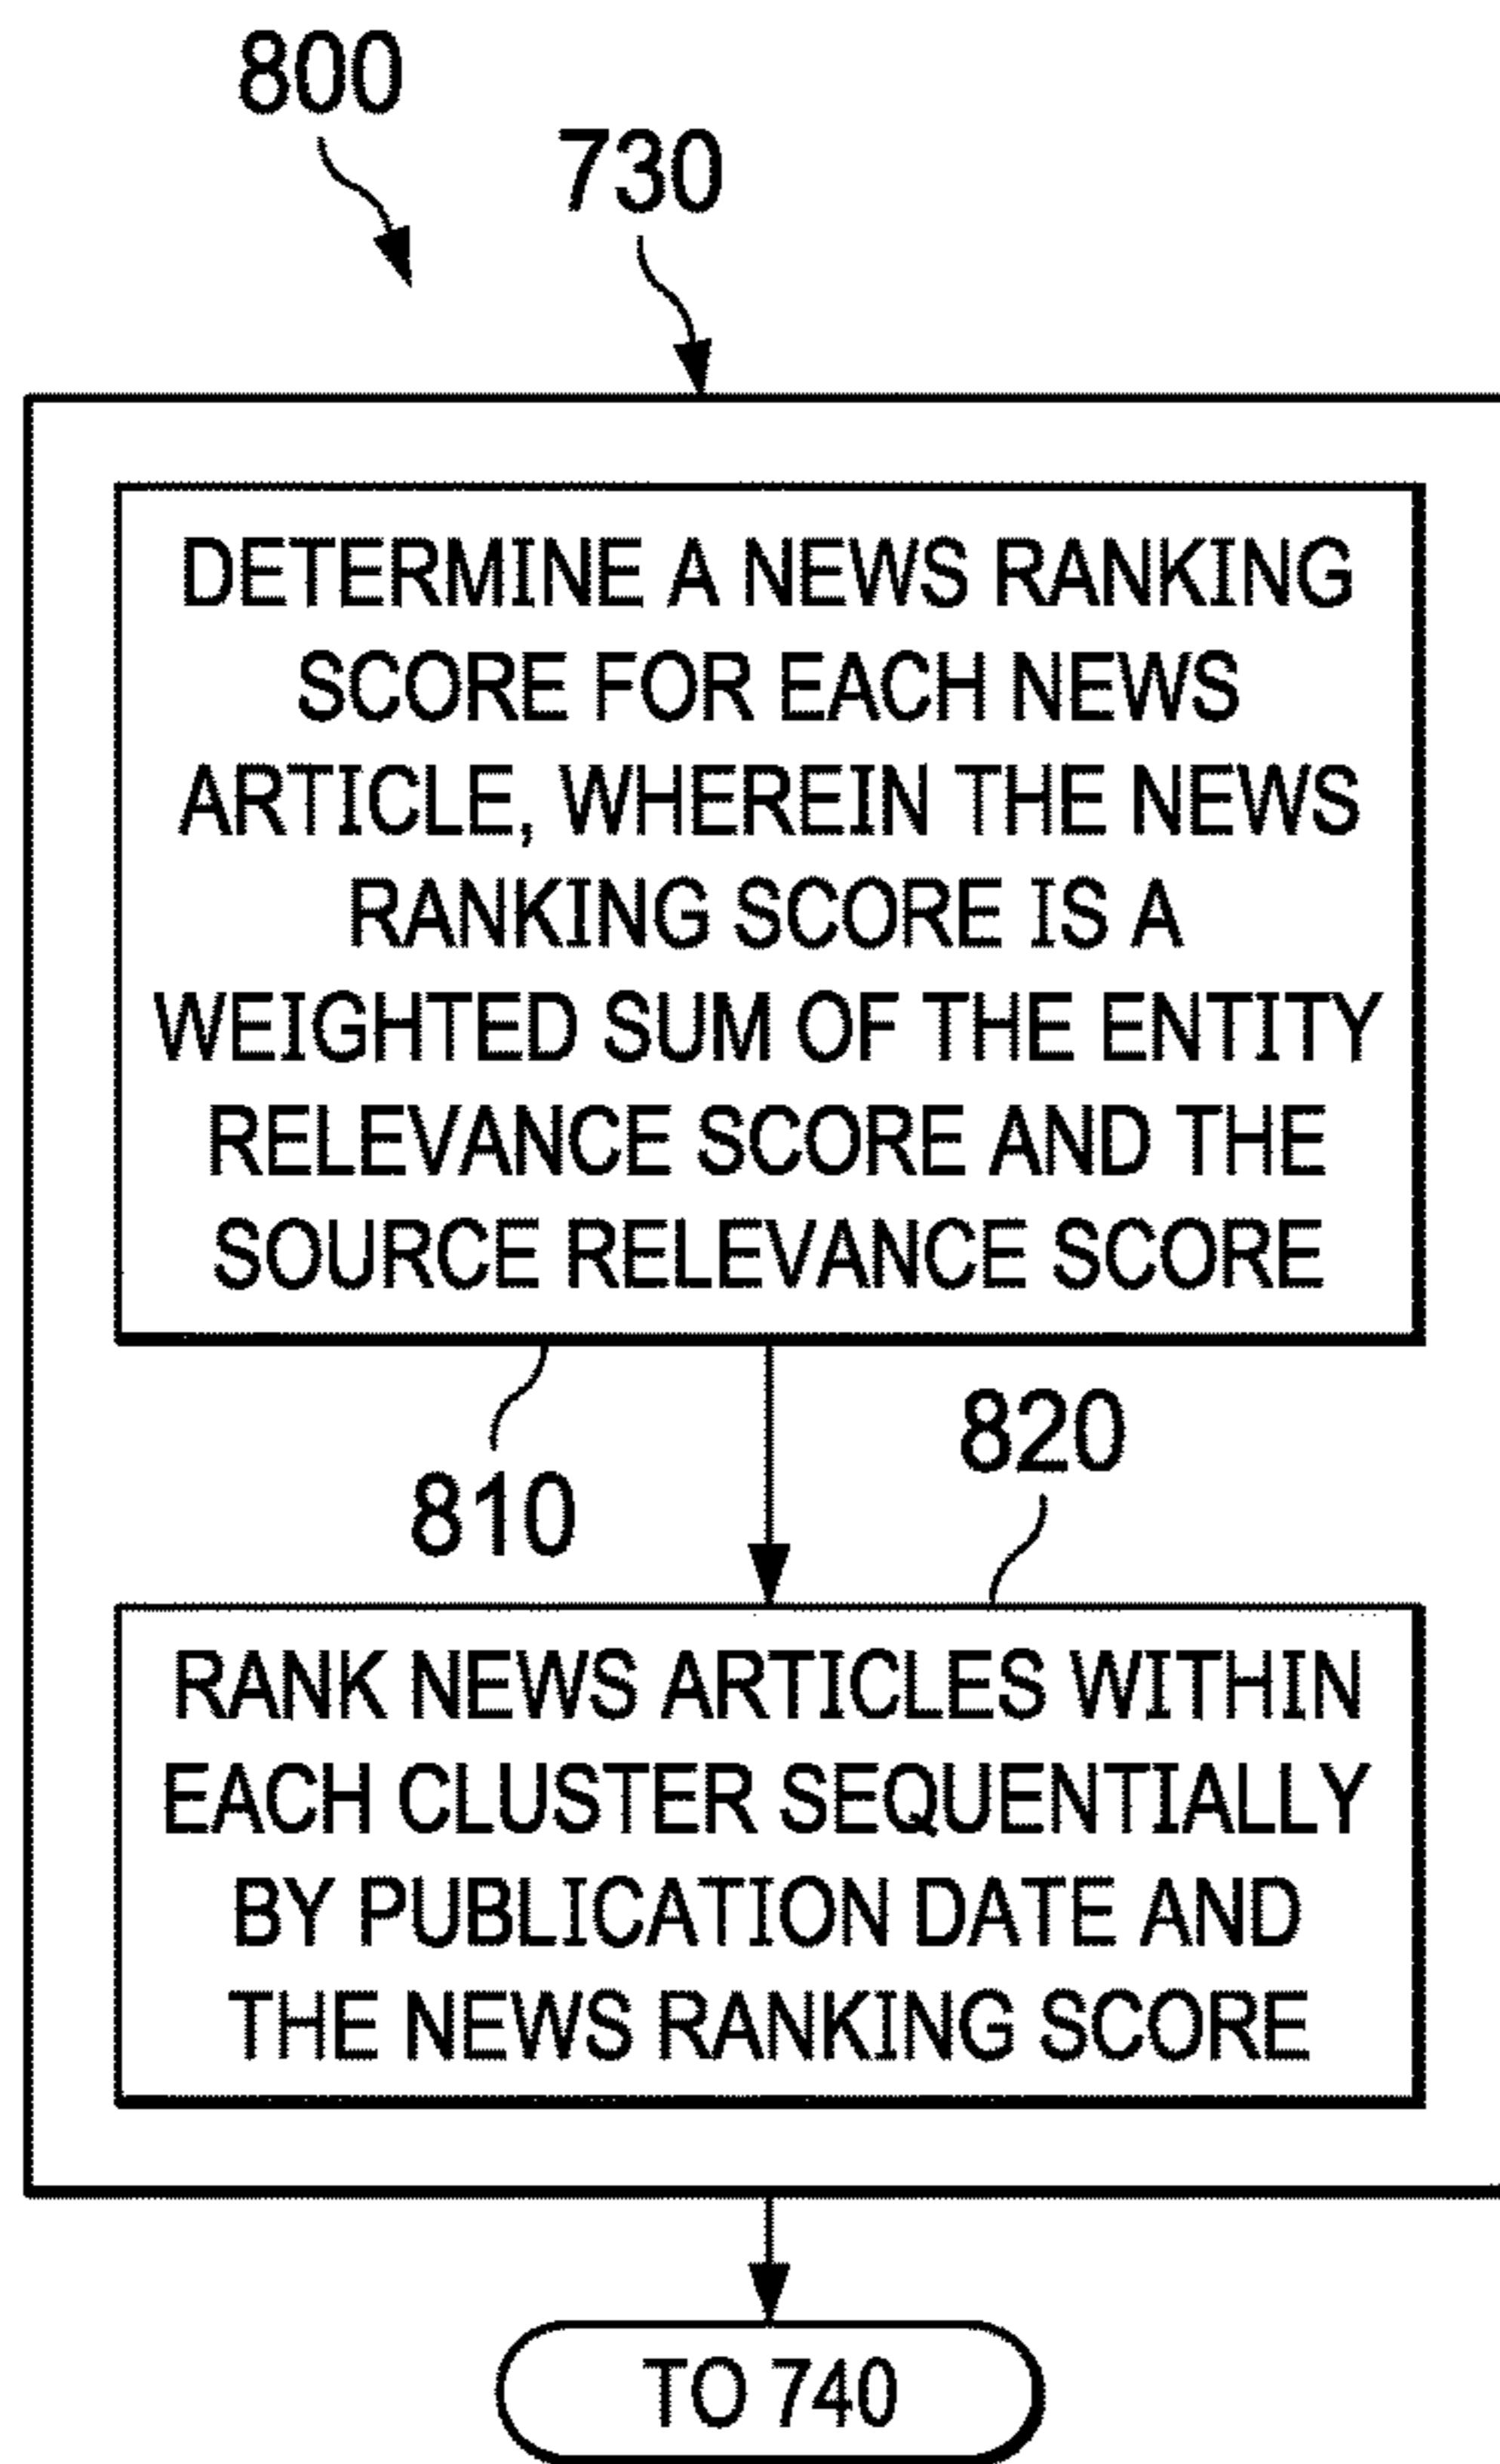 800
730
DETERMINE A NEWS RANKING
SCORE FOR EACH NEWS
ARTICLE, WHEREIN THE NEWS
RANKING SCORE IS A
WEIGHTED SUM OF THE ENTITY
RELEVANCE SCORE AND THE
SOURCE RELEVANCE SCORE
810
820
RANK NEWS ARTICLES WITHIN
EACH CLUSTER SEQUENTIALLY
BY PUBLICATION DATE AND
THE NEWS RANKING SCORE
TO 740